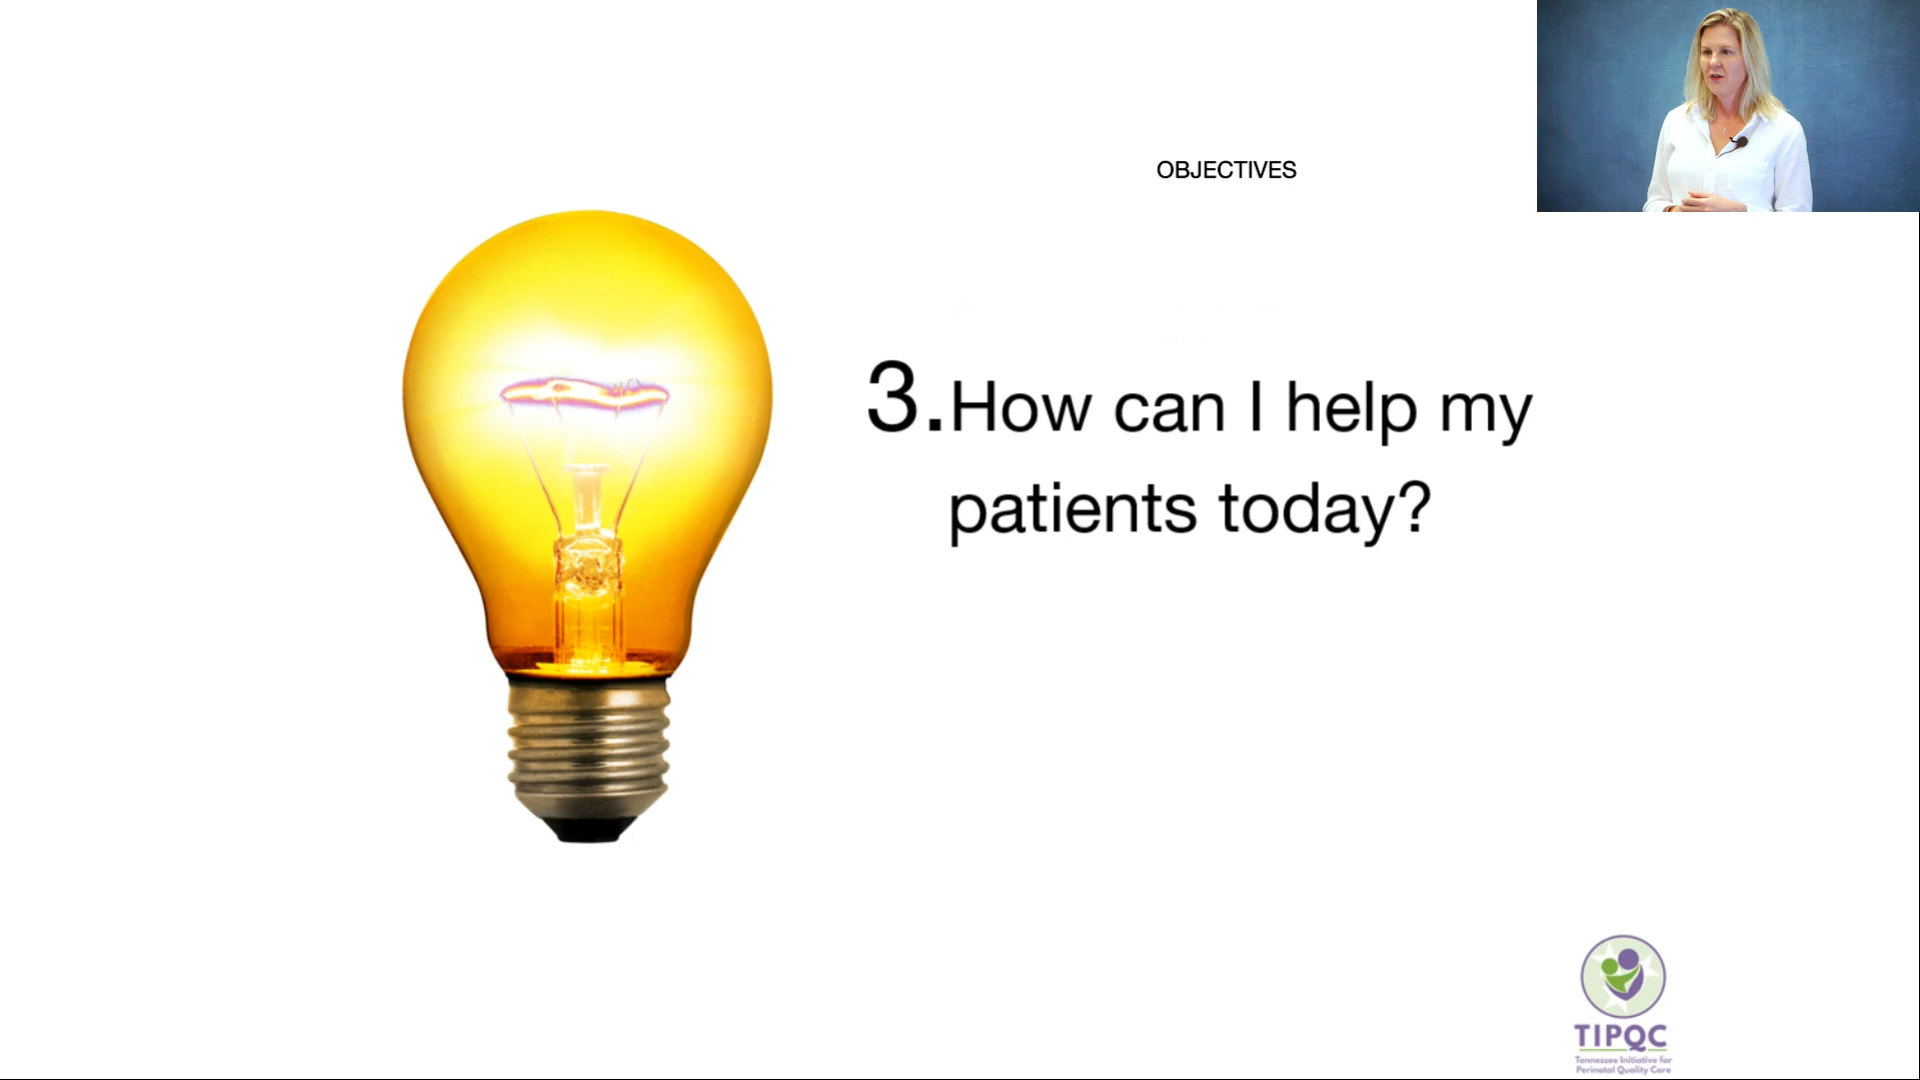 OBJECTIVES
3. How can I help my
patients today?
TIPQC
Tennessee Initiative for
Perinatal Quality Care